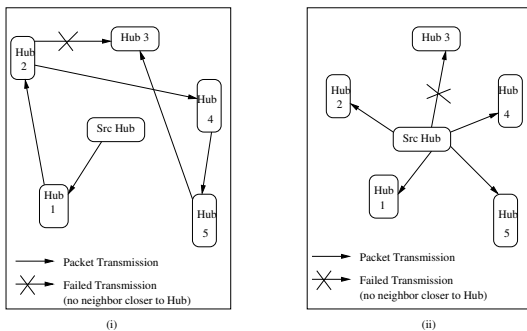 Hub 3
Hub
2
Hub
4
Src Hub
Hub
1
Hub
5
Packet Transmission
Failed Transmission
(no neighbor closer to Hub)
(i)
Hub 3
Hub
2
Hub
4
Src Hub
Hub
1
Hub
5
Packet Transmission
Failed Transmission
(no neighbor closer to Hub)
(ii)